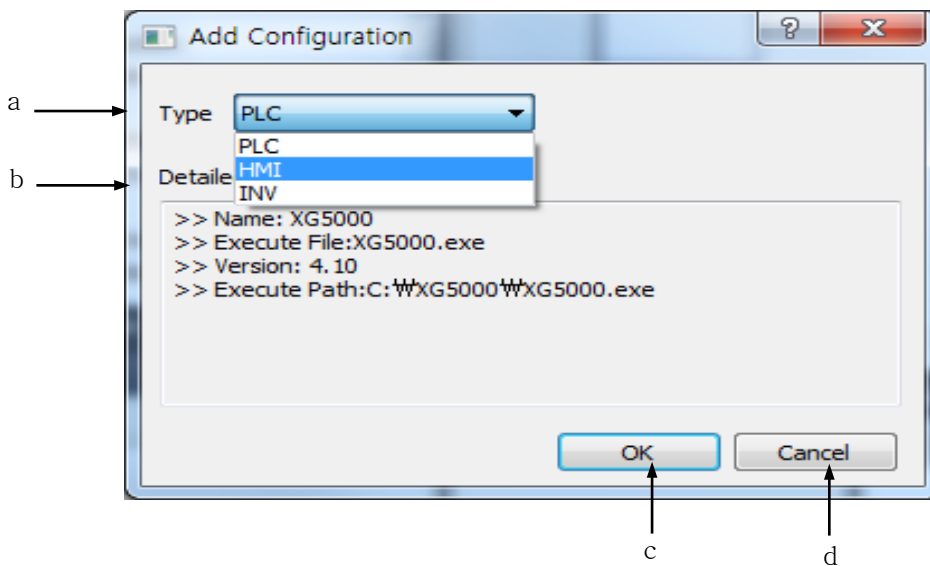 Add Configuration
a
Type PLC
PLC
b
Detaile HMI
INV
>> Name: XG5000
>> Execute File:XG5000.exe
>> Version: 4.10
>> Execute Path:C:₩XG5000₩XG5000.exe
OK Cancel
c d